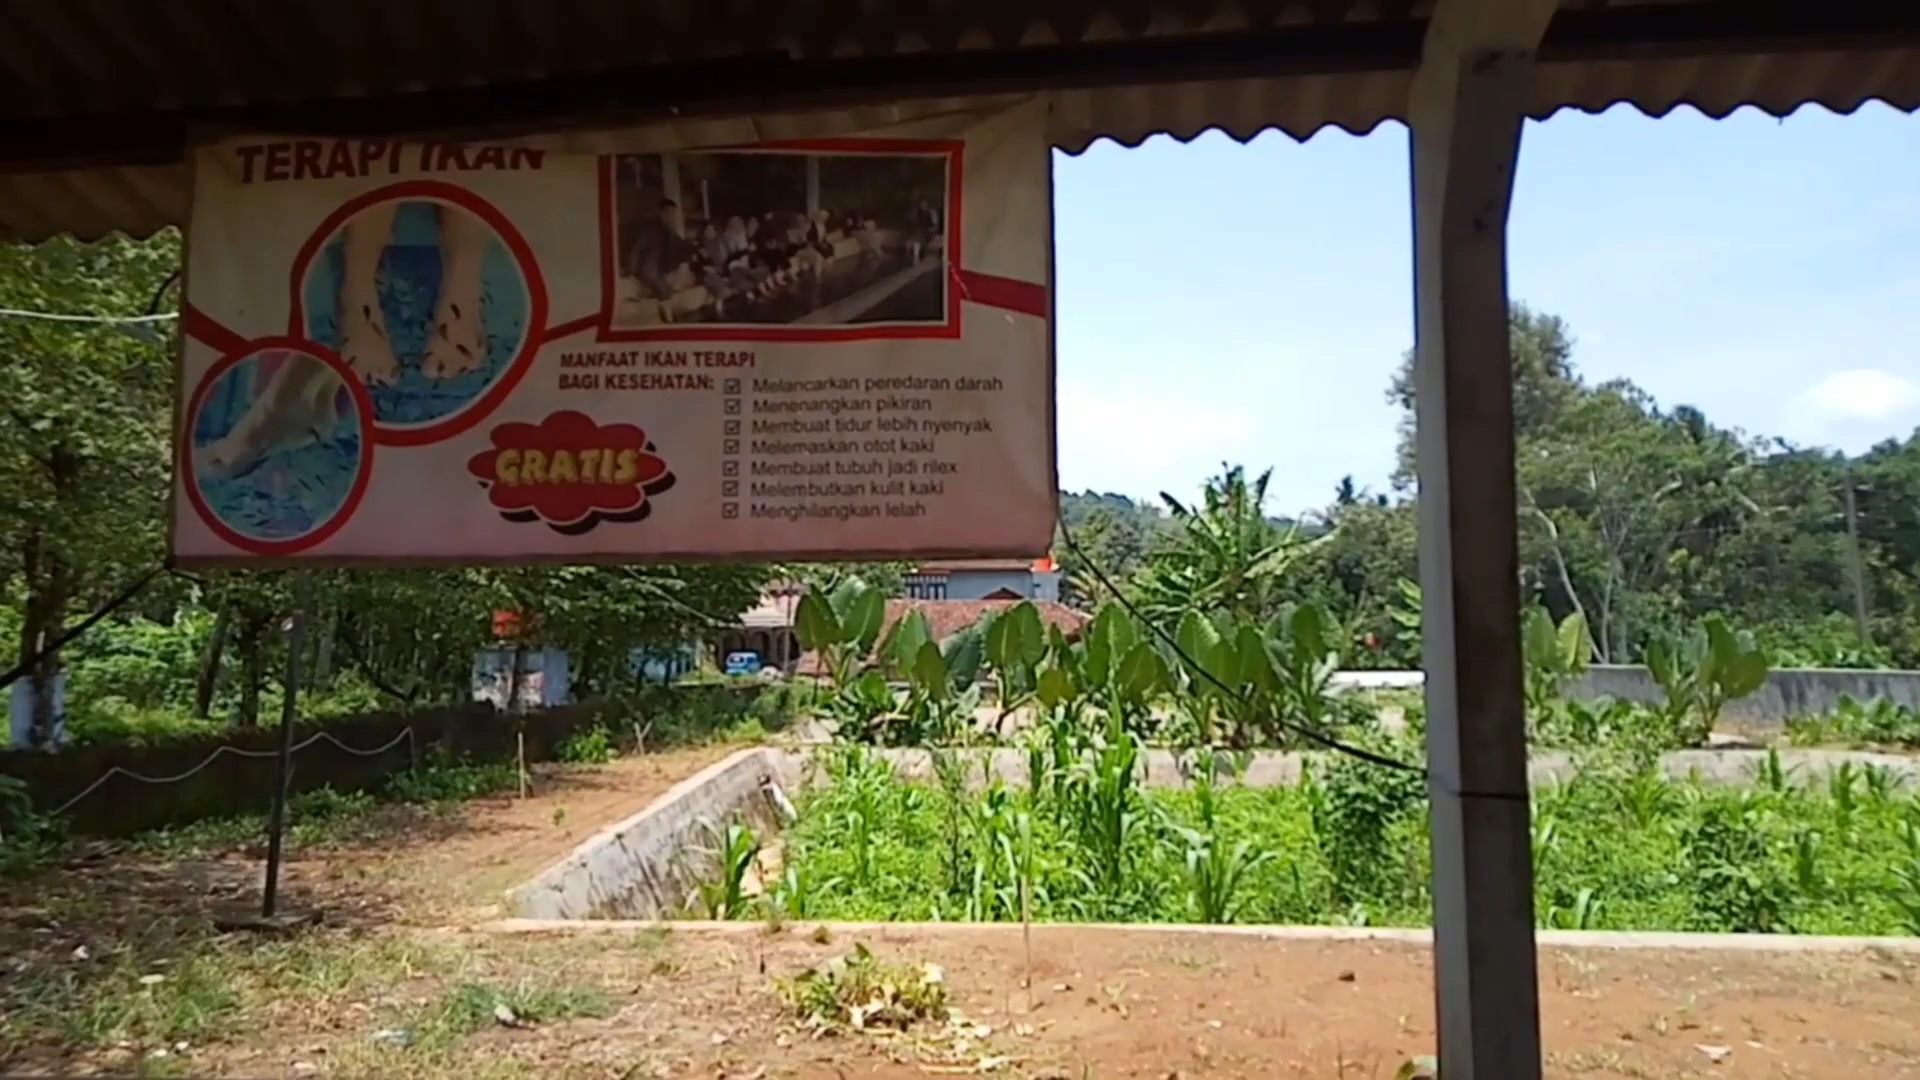 TERAPI IKAN
MANFAAT IKAN TERAPI
BAGI KESEHATAN:
Melancarkan peredaran darah
Menenangkan pikiran
Membuat tidur lebih nyenyak
Melemaskan otot kaki
Membuat tubuh jadi rilex
Melembutkan kulit kaki
Menghilangkan lelah
GRATIS